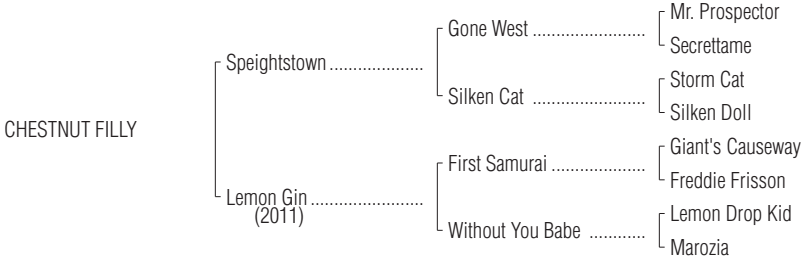 Mr. Prospector
Gone West ........................
Secrettame
Speightstown ....................
Storm Cat
Silken Cat ........................
Silken Doll
CHESTNUT FILLY
Giant's Causeway
First Samurai ....................
Freddie Frisson
Lemon Gin ........................
(2011)
Lemon Drop Kid
Without You Babe ............
Marozia